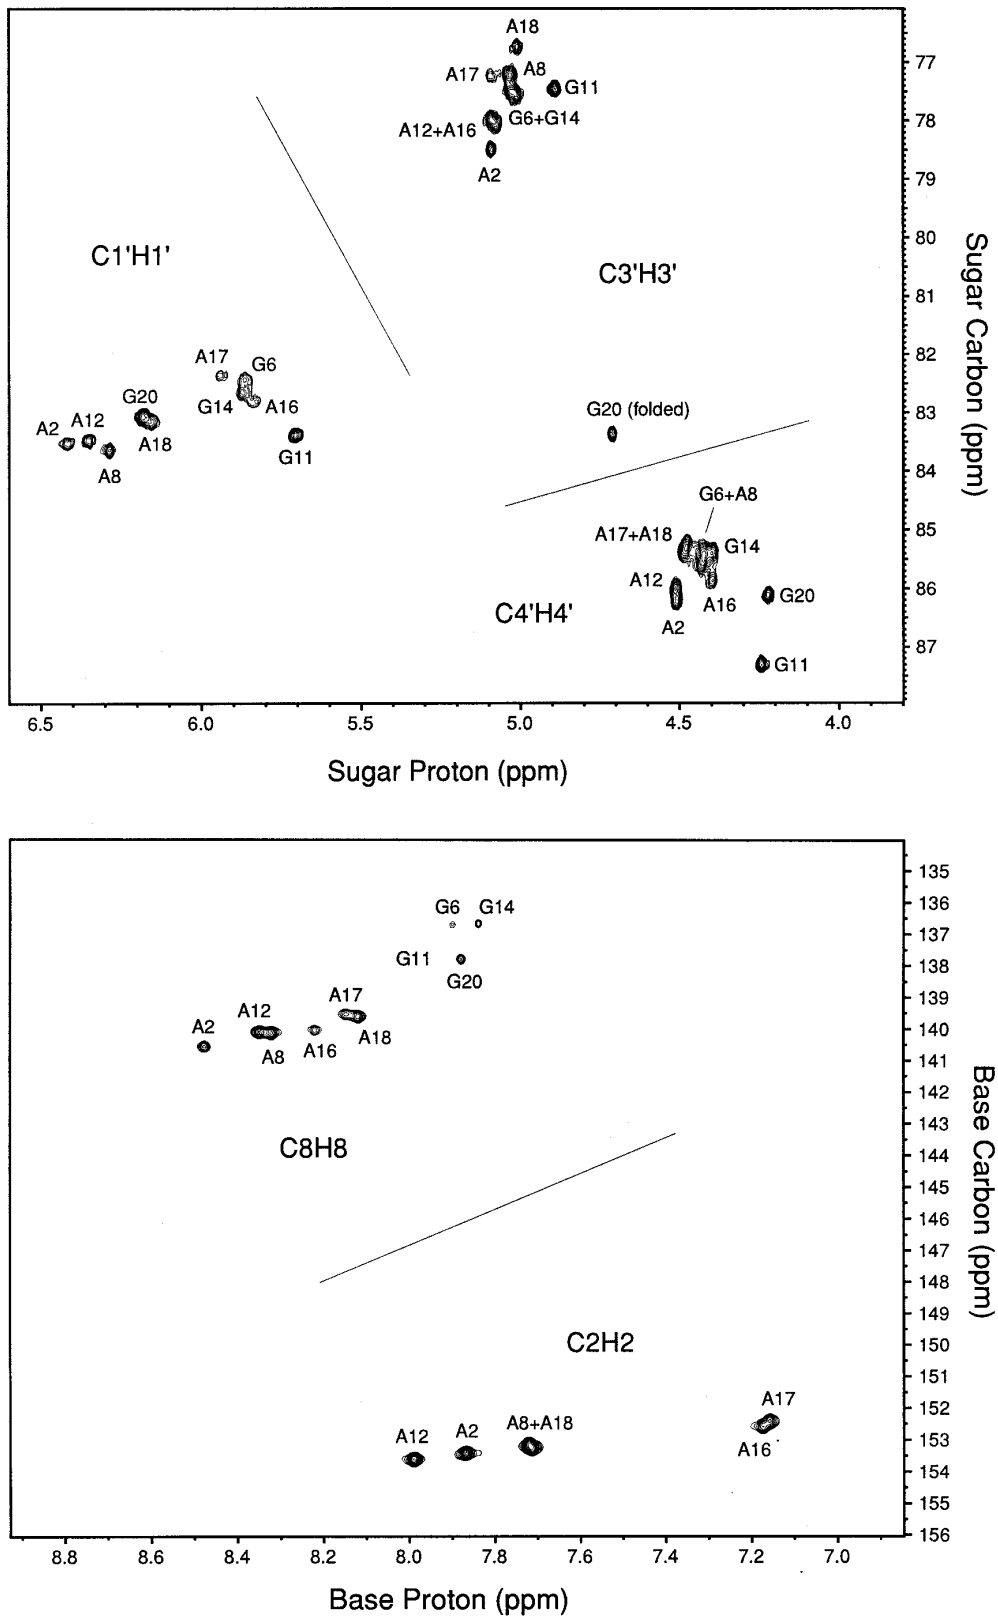 A18
77
A17
A8
G11
G6+G14
78
A12+A16
A2
79
80
C1'H1'
C3'H3'
81
82
A17
G6
G20
G14
A16
G20 (folded)
83
A2
A12
A18
G11
A8
84
G6+A8
85
A17+A18
G14
A12
86
A16
G20
C4'H4'
A2
87
G11
Sugar Carbon (ppm)
6.5
6.0
5.5
5.0
4.5
4.0
Sugar Proton (ppm)
135
G6
G14
136
137
G11
138
G20
A17
139
A12
A2
140
A8
A16
A18
141
142
143
C8H8
144
145
146
147
148
149
C2H2
150
151
A17
152
A12
A2
A8+A18
A16
153
154
155
156
Base Carbon (ppm)
8.8
8.6
8.4
8.2
8.0
7.8
7.6
7.4
7.2
7.0
Base Proton (ppm)